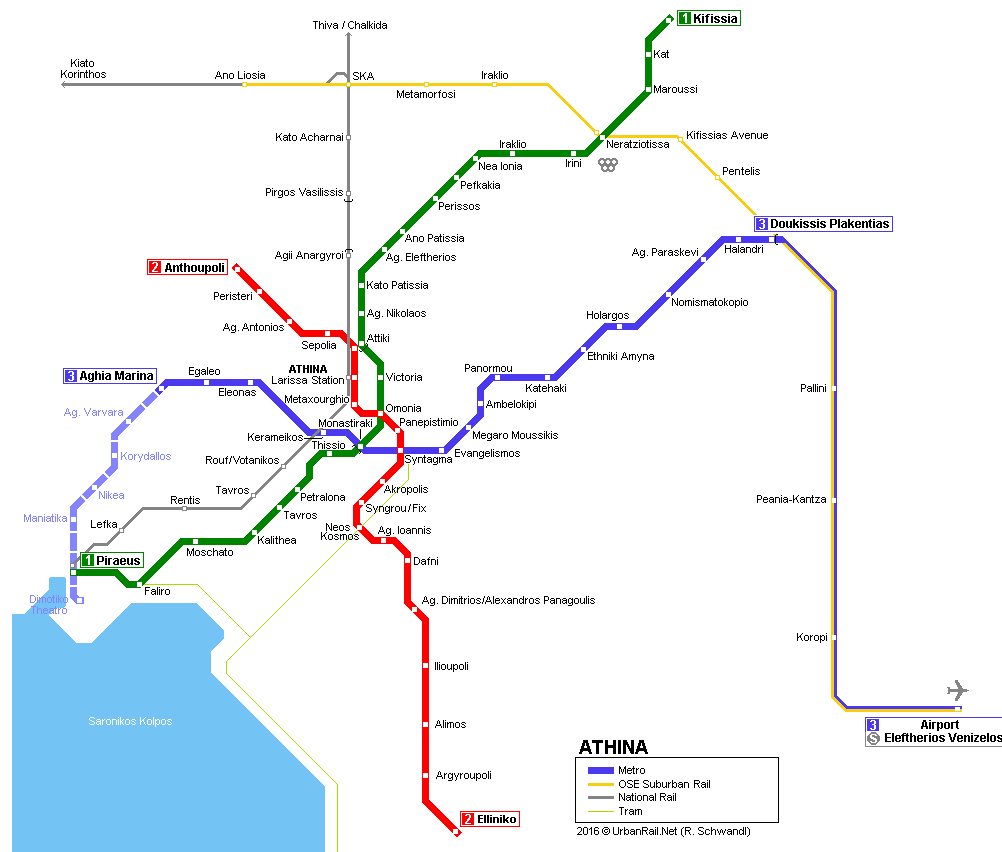 Thiva / Chalkida
1 Kifissia
Kat
Kiato
Korinthos
Ano Liosia
SKA
Metamorfosi
Iraklio
Maroussi
Kato Acharnai
Iraklio
Nea Ionia
Irini
Neratziotissa
Kifissias Avenue
Pentelis
Pefkakia
Pirgos Vasilissis
Perissos
3 Doukissis Plakentias
Ano Patissia
Ag. Eleftherios
Agii Anargyroi
Ag. Paraskevi
Halandri
2 Anthoupoli
Peristeri
Kato Patissia
Nomismatokopio
Ag. Antonios
Ag. Nikolaos
Holargos
Sepolia
Attiki
Ethniki Amyna
ATHINA
Larissa Station
Victoria
Panormou
Katehaki
3 Aghia Marina
Egaleo
Eleonas
Metaxourghio
Omonia
Ambelokipi
Pallini
Ag. Varvara
Monastiraki
Panepistimio
Kerameikos
Thissio
Megaro Moussikis
Korydallos
Rouf/Votanikos
Syntagma
Evangelismos
Nikea
Tavros
Petralona
Akropolis
Rentis
Tavros
Syngrou/Fix
Peania-Kantza
Maniatika
Lefka
Kalithea
Neos
Kosmos
Ag. Ioannis
Moschato
1 Piraeus
Dafni
Faliro
Dimotiko
Theatro
Ag. Dimitrios/Alexandros Panagoulis
Koropi
Ilioupoli
Saronikos Kolpos
Alimos
3 Airport
S Eleftherios Venizelos
Argyroupoli
2 Elliniko
ATHINA
Metro
OSE Suburban Rail
National Rail
Tram
2016 © UrbanRail.Net (R. Schwandl)